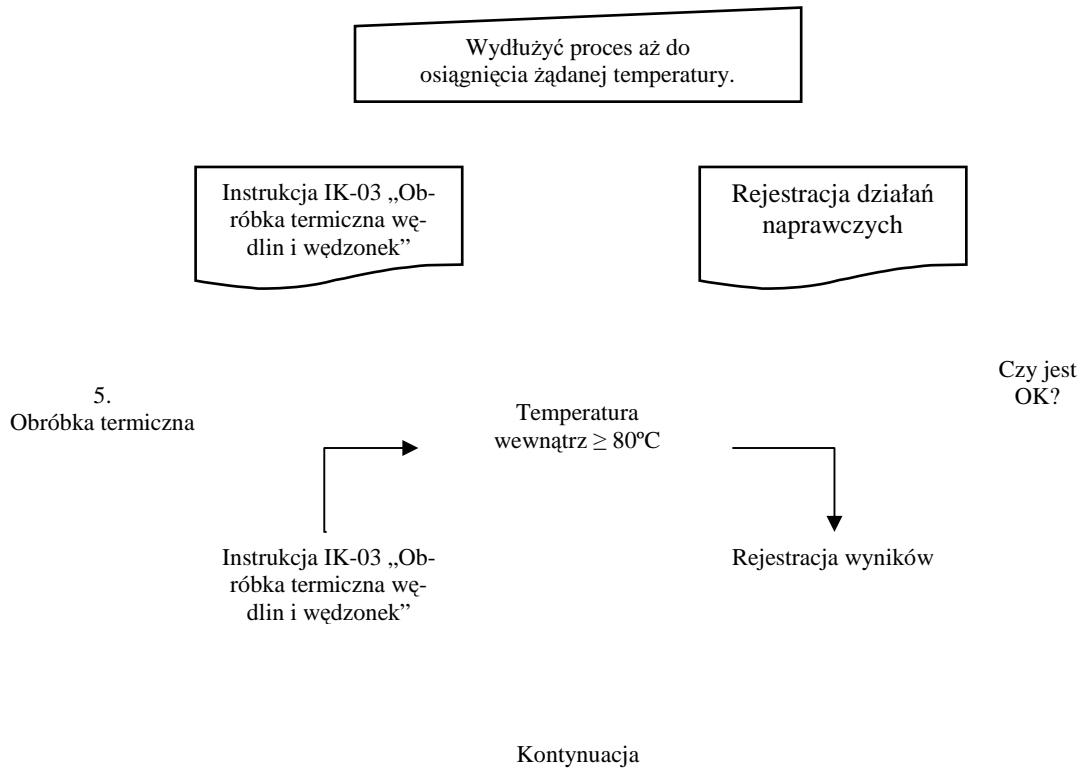 Wydłużyć proces aż do
osiągnięcia żądanej temperatury.
Instrukcja IK-03 „Ob-
róbka termiczna wę-
dlin i wędzonek”
Rejestracja działań
naprawczych
5.
Obróbka termiczna
Temperatura
wewnątrz ≥ 80ºC
Czy jest
OK?
Instrukcja IK-03 „Ob-
róbka termiczna wę-
dlin i wędzonek”
Rejestracja wyników
Kontynuacja